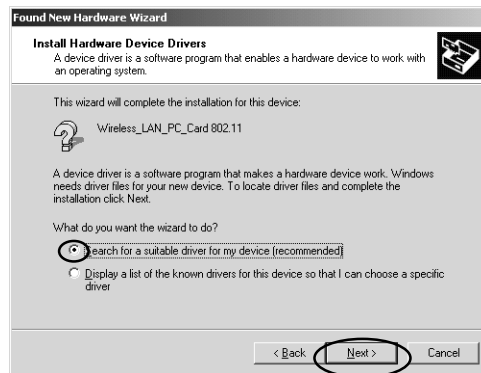 Found New Hardware Wizard
Install Hardware Device Drivers
A device driver is a software program that enables a hardware device to work with
an operating system.
This wizard will complete the installation for this device:
Wireless_LAN_PC_Card 802.11
A device driver is a software program that makes a hardware device work. Windows
needs driver files for your new device. To locate driver files and complete the
installation click Next.
What do you want the wizard to do?
Search for a suitable driver for my device (recommended)
Display a list of the known drivers for this device so that I can choose a specific
driver
< Back
Next >
Cancel